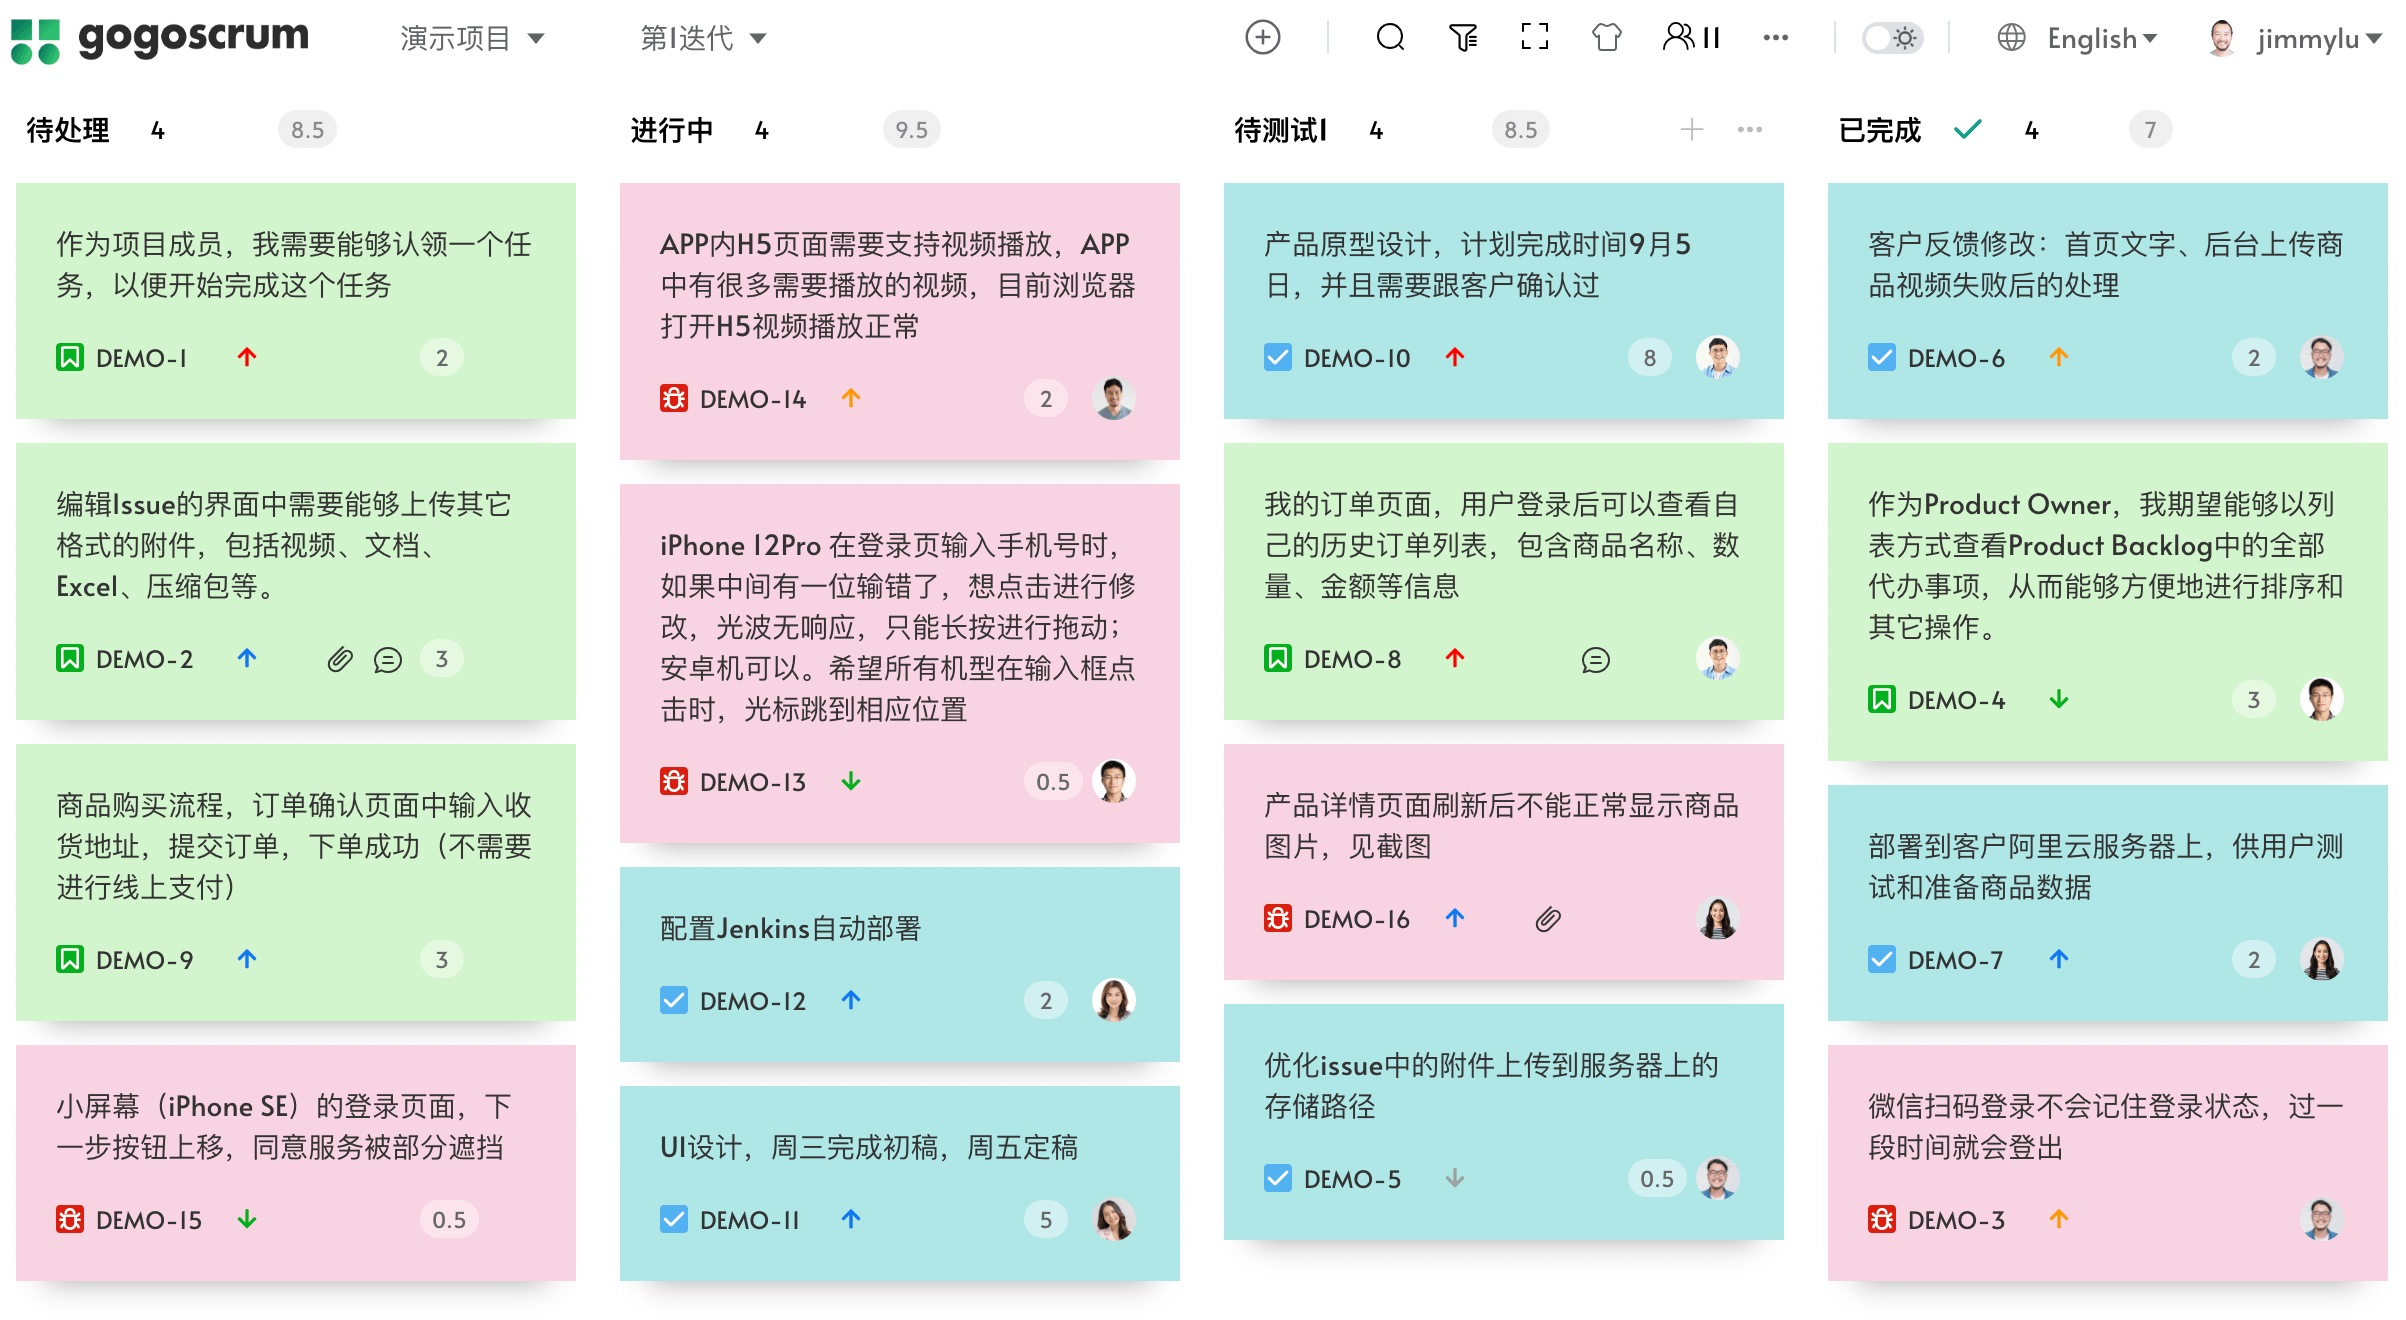 gogoscrum
演示项目
第1迭代
11
English
jimmylu
待处理 4 8.5
作为项目成员，我需要能够认领一个任
务，以便开始完成这个任务
DEMO-1 2
编辑Issue的界面中需要能够上传其它
格式的附件，包括视频、文档、
Excel、压缩包等。
DEMO-2 3
商品购买流程，订单确认页面中输入收
货地址，提交订单，下单成功（不需要
进行线上支付）
DEMO-9 3
小屏幕（iPhone SE）的登录页面，下
一步按钮上移，同意服务被部分遮挡
DEMO-15 0.5
进行中 4 9.5
APP内H5页面需要支持视频播放，APP
中有很多需要播放的视频，目前浏览器
打开H5视频播放正常
DEMO-14 2
iPhone 12Pro 在登录页输入手机号时，
如果中间有一位输错了，想点击进行修
改，光波无响应，只能长按进行拖动；
安卓机可以。希望所有机型在输入框点
击时，光标跳到相应位置
DEMO-13 0.5
配置Jenkins自动部署
DEMO-12 2
UI设计，周三完成初稿，周五定稿
DEMO-11 5
待测试1 4 8.5
产品原型设计，计划完成时间9月5
日，并且需要跟客户确认过
DEMO-10 8
我的订单页面，用户登录后可以查看自
己的历史订单列表，包含商品名称、数
量、金额等信息
DEMO-8
产品详情页面刷新后不能正常显示商品
图片，见截图
DEMO-16
优化issue中的附件上传到服务器上的
存储路径
DEMO-5 0.5
已完成 4 7
客户反馈修改：首页文字、后台上传商
品视频失败后的处理
DEMO-6 2
作为Product Owner，我期望能够以列
表方式查看Product Backlog中的全部
代办事项，从而能够方便地进行排序和
其它操作。
DEMO-4 3
部署到客户阿里云服务器上，供用户测
试和准备商品数据
DEMO-7 2
微信扫码登录不会记住登录状态，过一
段时间就会登出
DEMO-3